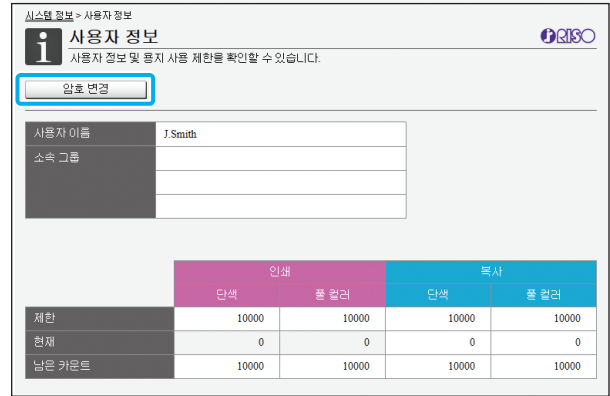 시스템 정보 > 사용자 정보
사용자 정보
RISO
사용자 정보 및 용지 사용 제한을 확인할 수 있습니다.
암호 변경
사용자 이름 J.Smith
소속 그룹
인쇄 복사
단색 풀 컬러 단색 풀 컬러
제한 10000 10000 10000 10000
현재 0 0 0 0
남은 카운트 10000 10000 10000 10000